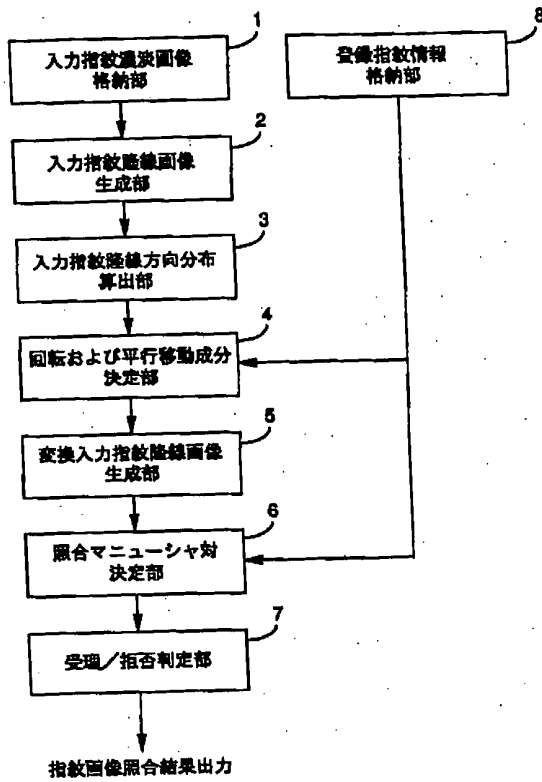 1
入力指紋濃淡画像
格納部
8
登録指紋情報
格納部
2
入力指紋隆線画像
生成部
3
入力指紋隆線方向分布
算出部
4
回転および平行移動成分
決定部
5
変換入力指紋隆線画像
生成部
6
照合マニューシャ対
決定部
7
受理／拒否判定部
指紋画像照合結果出力